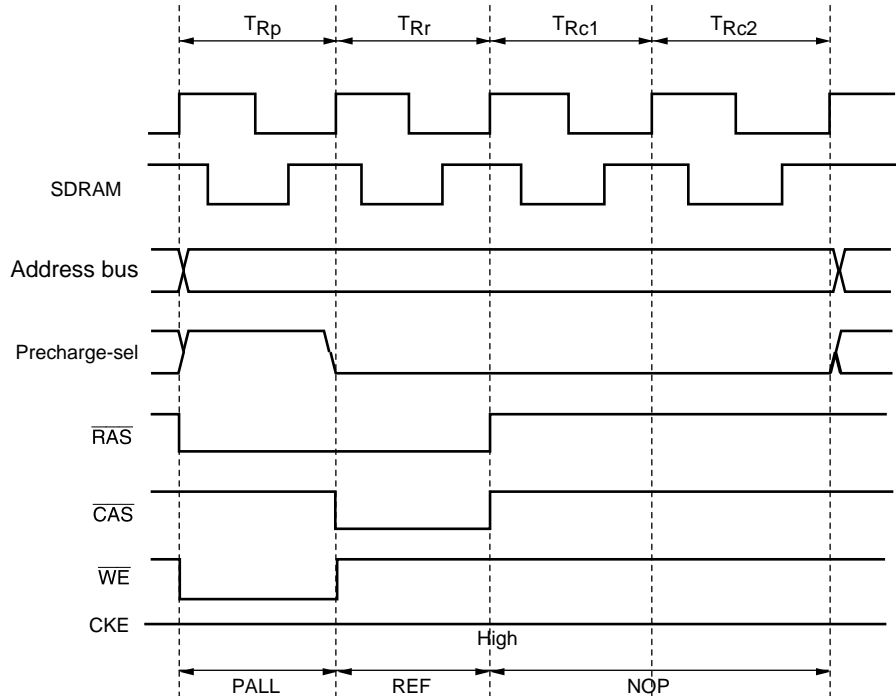 TRp TRr TRc1 TRc2
SDRAM
Address bus
Precharge-sel
RAS
CAS
WE
CKE
High
PALL REF NOP